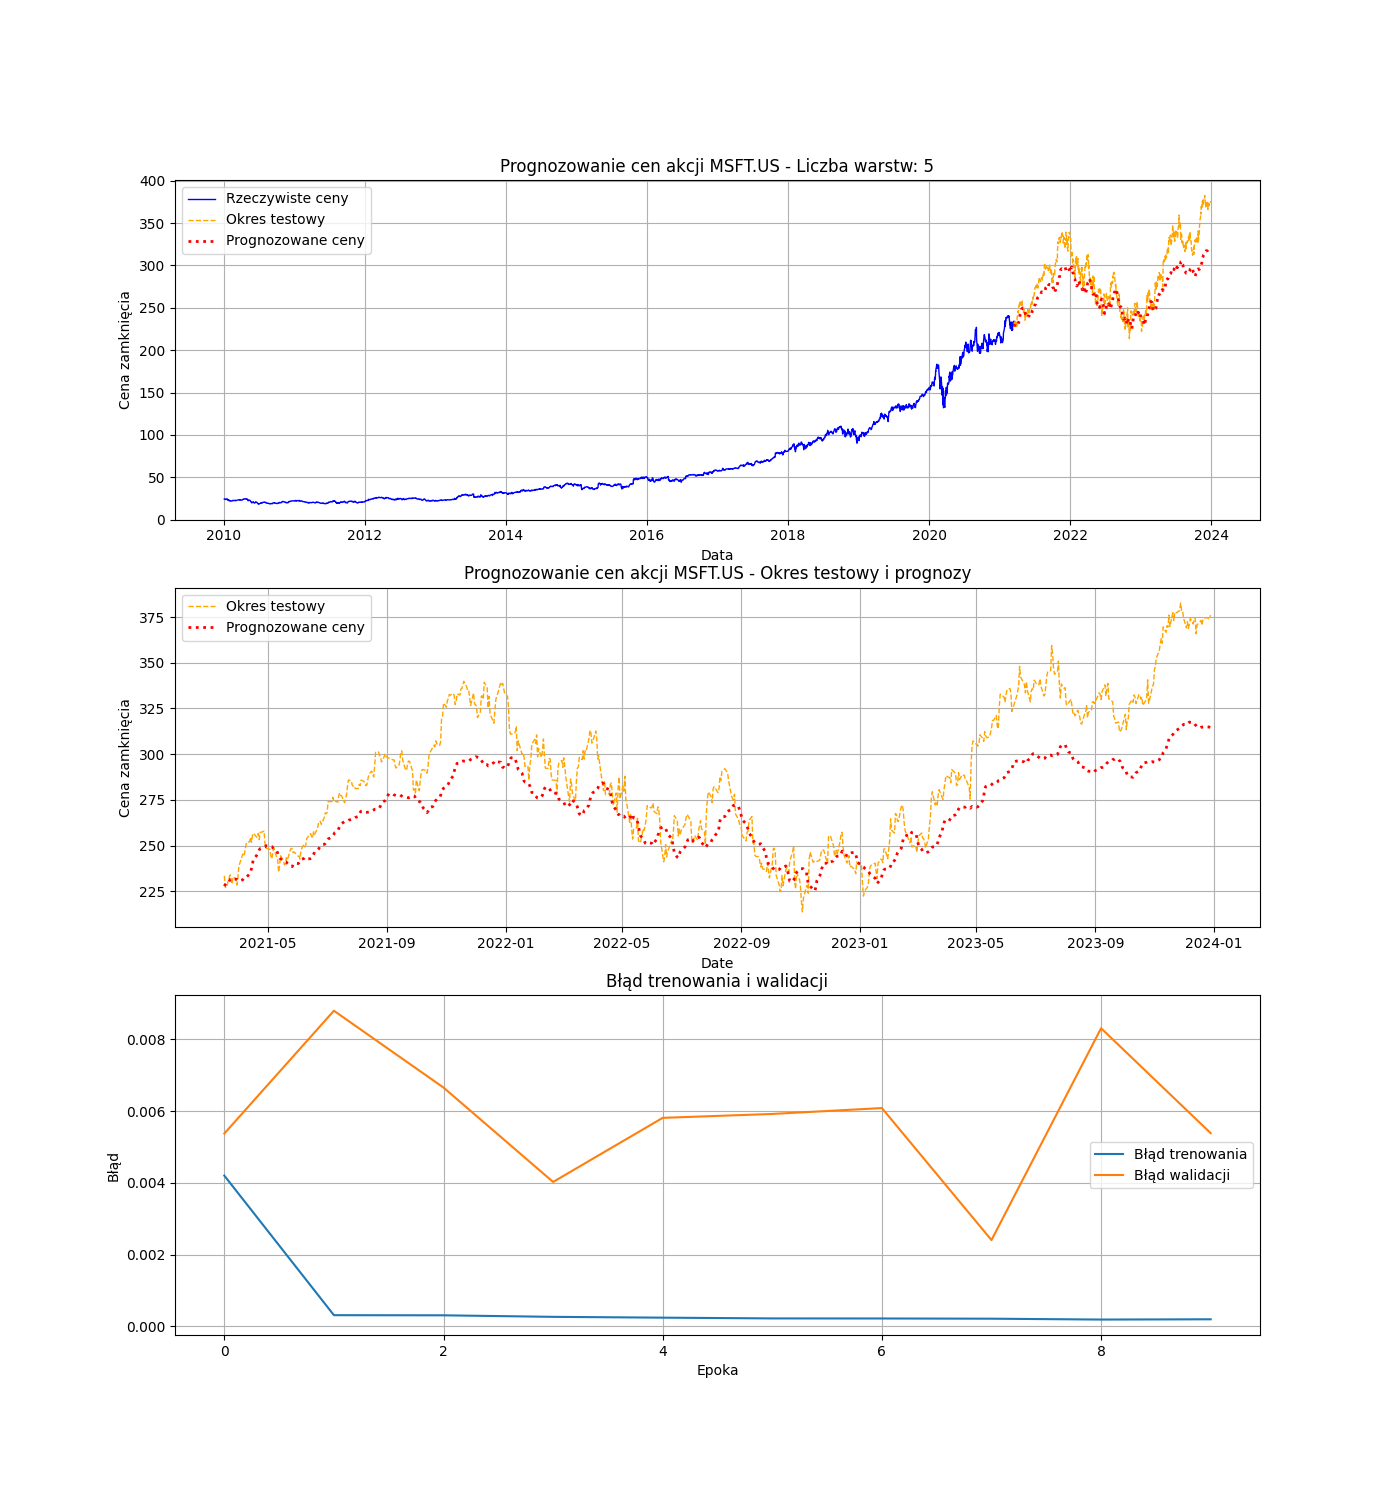 Prognozowanie cen akcji MSFT.US - Liczba warstw: 5
400
350
300
250
200
150
100
50
0
Cena zamknięcia
Rzeczywiste ceny
Okres testowy
Prognozowane ceny
2010 2012 2014 2016 2018 2020 2022 2024
Data
Prognozowanie cen akcji MSFT.US - Okres testowy i prognozy
375
350
325
300
275
250
225
Cena zamknięcia
Okres testowy
Prognozowane ceny
2021-05 2021-09 2022-01 2022-05 2022-09 2023-01 2023-05 2023-09 2024-01
Date
Błąd trenowania i walidacji
0.008
0.006
0.004
0.002
0.000
Błąd
Błąd trenowania
Błąd walidacji
0 2 4 6 8
Epoka